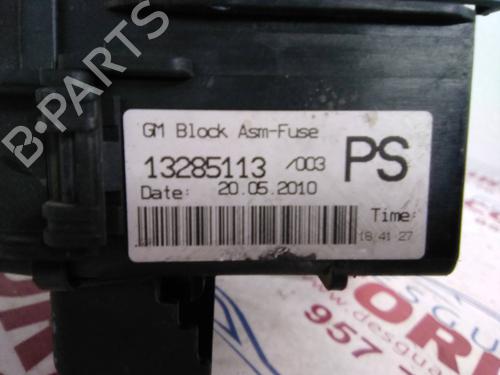 B-PARTS
GM Block Asm-Fuse
13285113 /003 PS
Date: 20.05.2010
Time:
18:41:27
957